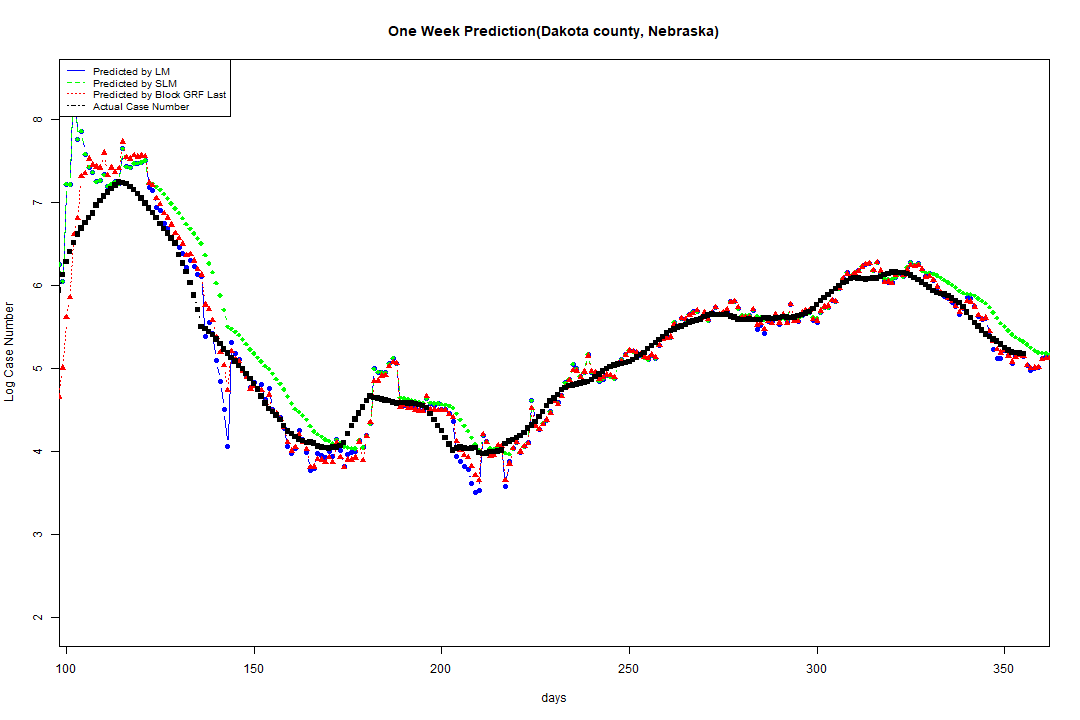 One Week Prediction(Dakota county, Nebraska)
Predicted by LM
Predicted by SLM
Predicted by Block GRF Last
Actual Case Number
Log Case Number
8
7
6
5
4
3
2
100 150 200 250 300 350
days